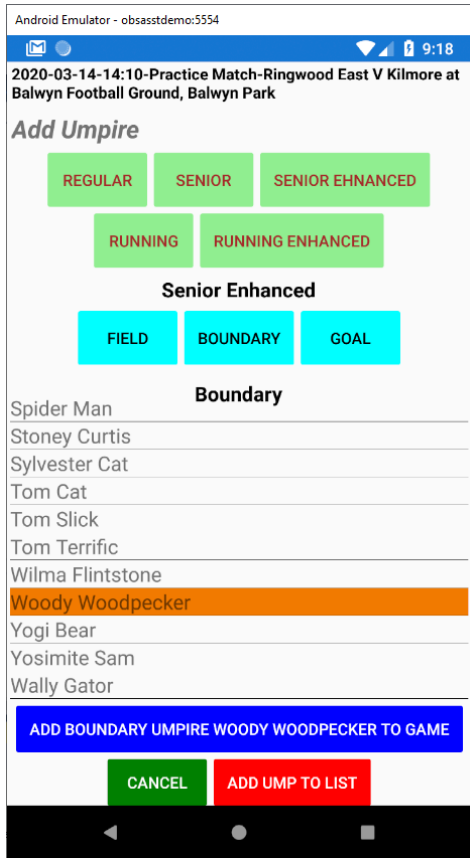 Android Emulator - obsasstdemo:5554
9:18
2020-03-14-14:10-Practice Match-Ringwood East V Kilmore at
Balwyn Football Ground, Balwyn Park
Add Umpire
REGULAR SENIOR SENIOR EHNANCED
RUNNING RUNNING ENHANCED
Senior Enhanced
FIELD BOUNDARY GOAL
Boundary
Spider Man
Stoney Curtis
Sylvester Cat
Tom Cat
Tom Slick
Tom Terrific
Wilma Flintstone
Woody Woodpecker
Yogi Bear
Yosimite Sam
Wally Gator
ADD BOUNDARY UMPIRE WOODY WOODPECKER TO GAME
CANCEL ADD UMP TO LIST